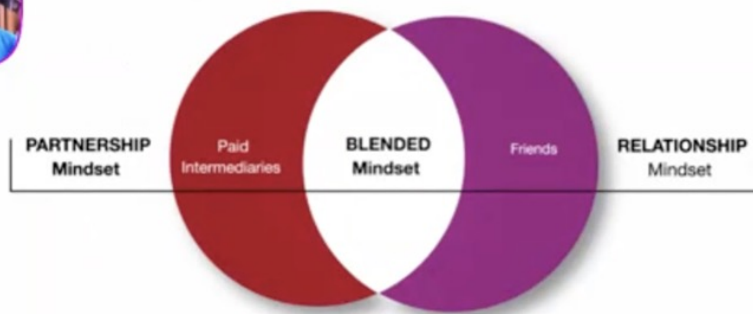 PARTNERSHIP
Mindset
Paid
Intermediaries
BLENDED
Mindset
Friends
RELATIONSHIP
Mindset